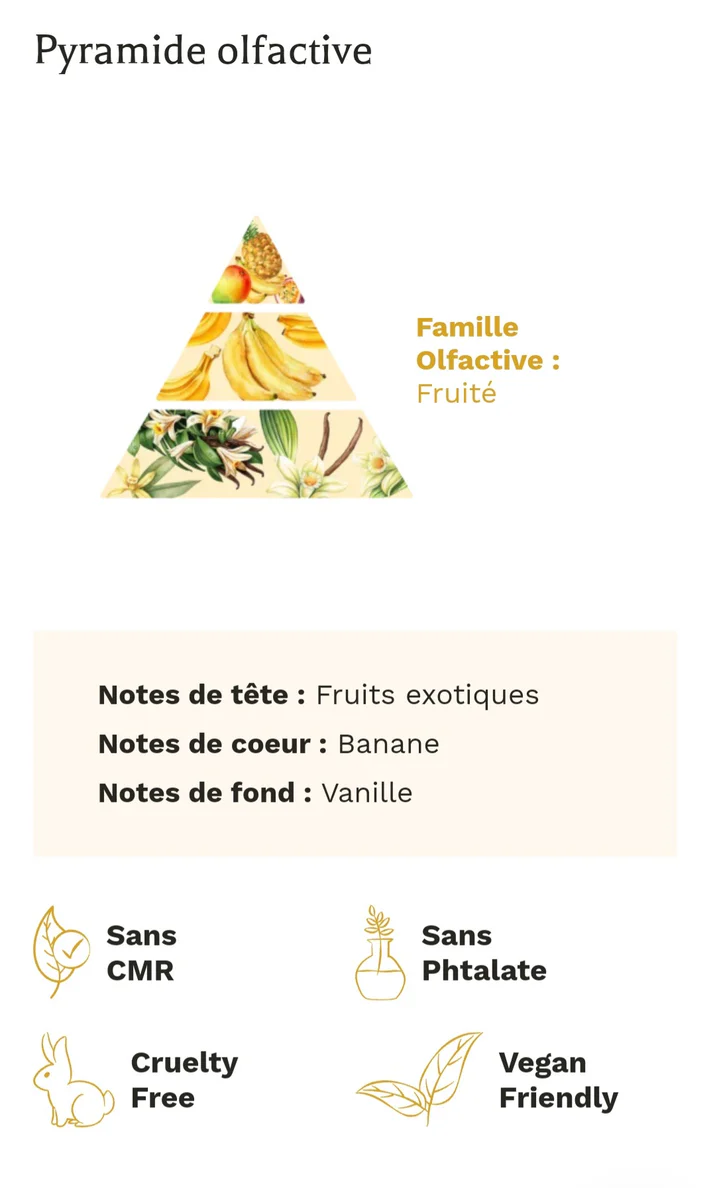 Pyramide olfactive
Famille
Olfactive :
Fruité
Notes de tête : Fruits exotiques
Notes de coeur : Banane
Notes de fond : Vanille
Sans
CMR
Sans
Phtalate
Cruelty
Free
Vegan
Friendly